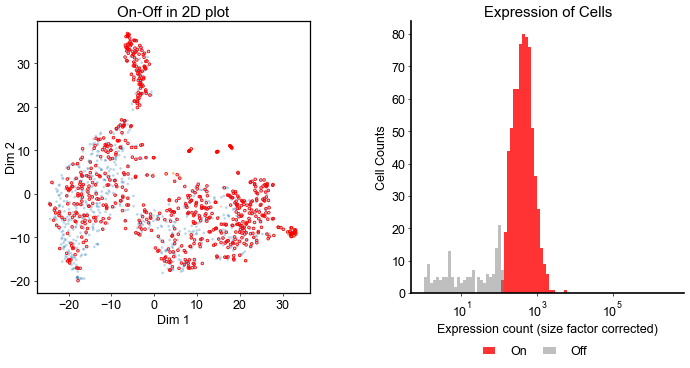 On-Off in 2D plot
Dim 2
30
20
10
0
−10
−20
−20 −10 0 10 20 30
Dim 1
Expression of Cells
Cell Counts
80
70
60
50
40
30
20
10
0
10^1 10^3 10^5
Expression count (size factor corrected)
On Off